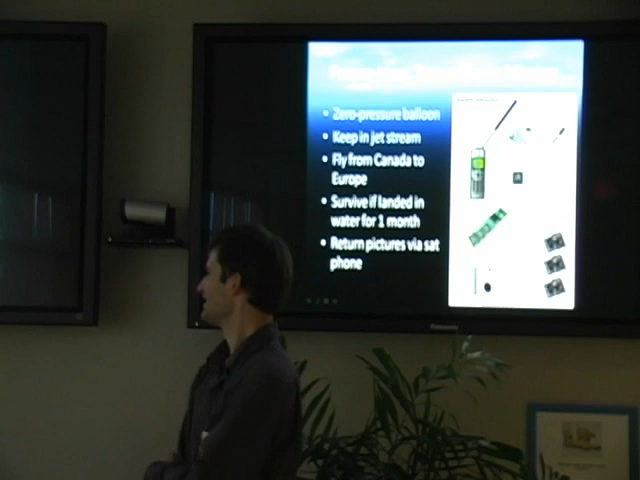 • Zero-pressure balloon
• Keep in jet stream
• Fly from Canada to
Europe
• Survive if landed in
water for 1 month
• Return pictures via sat
phone
Panasonic